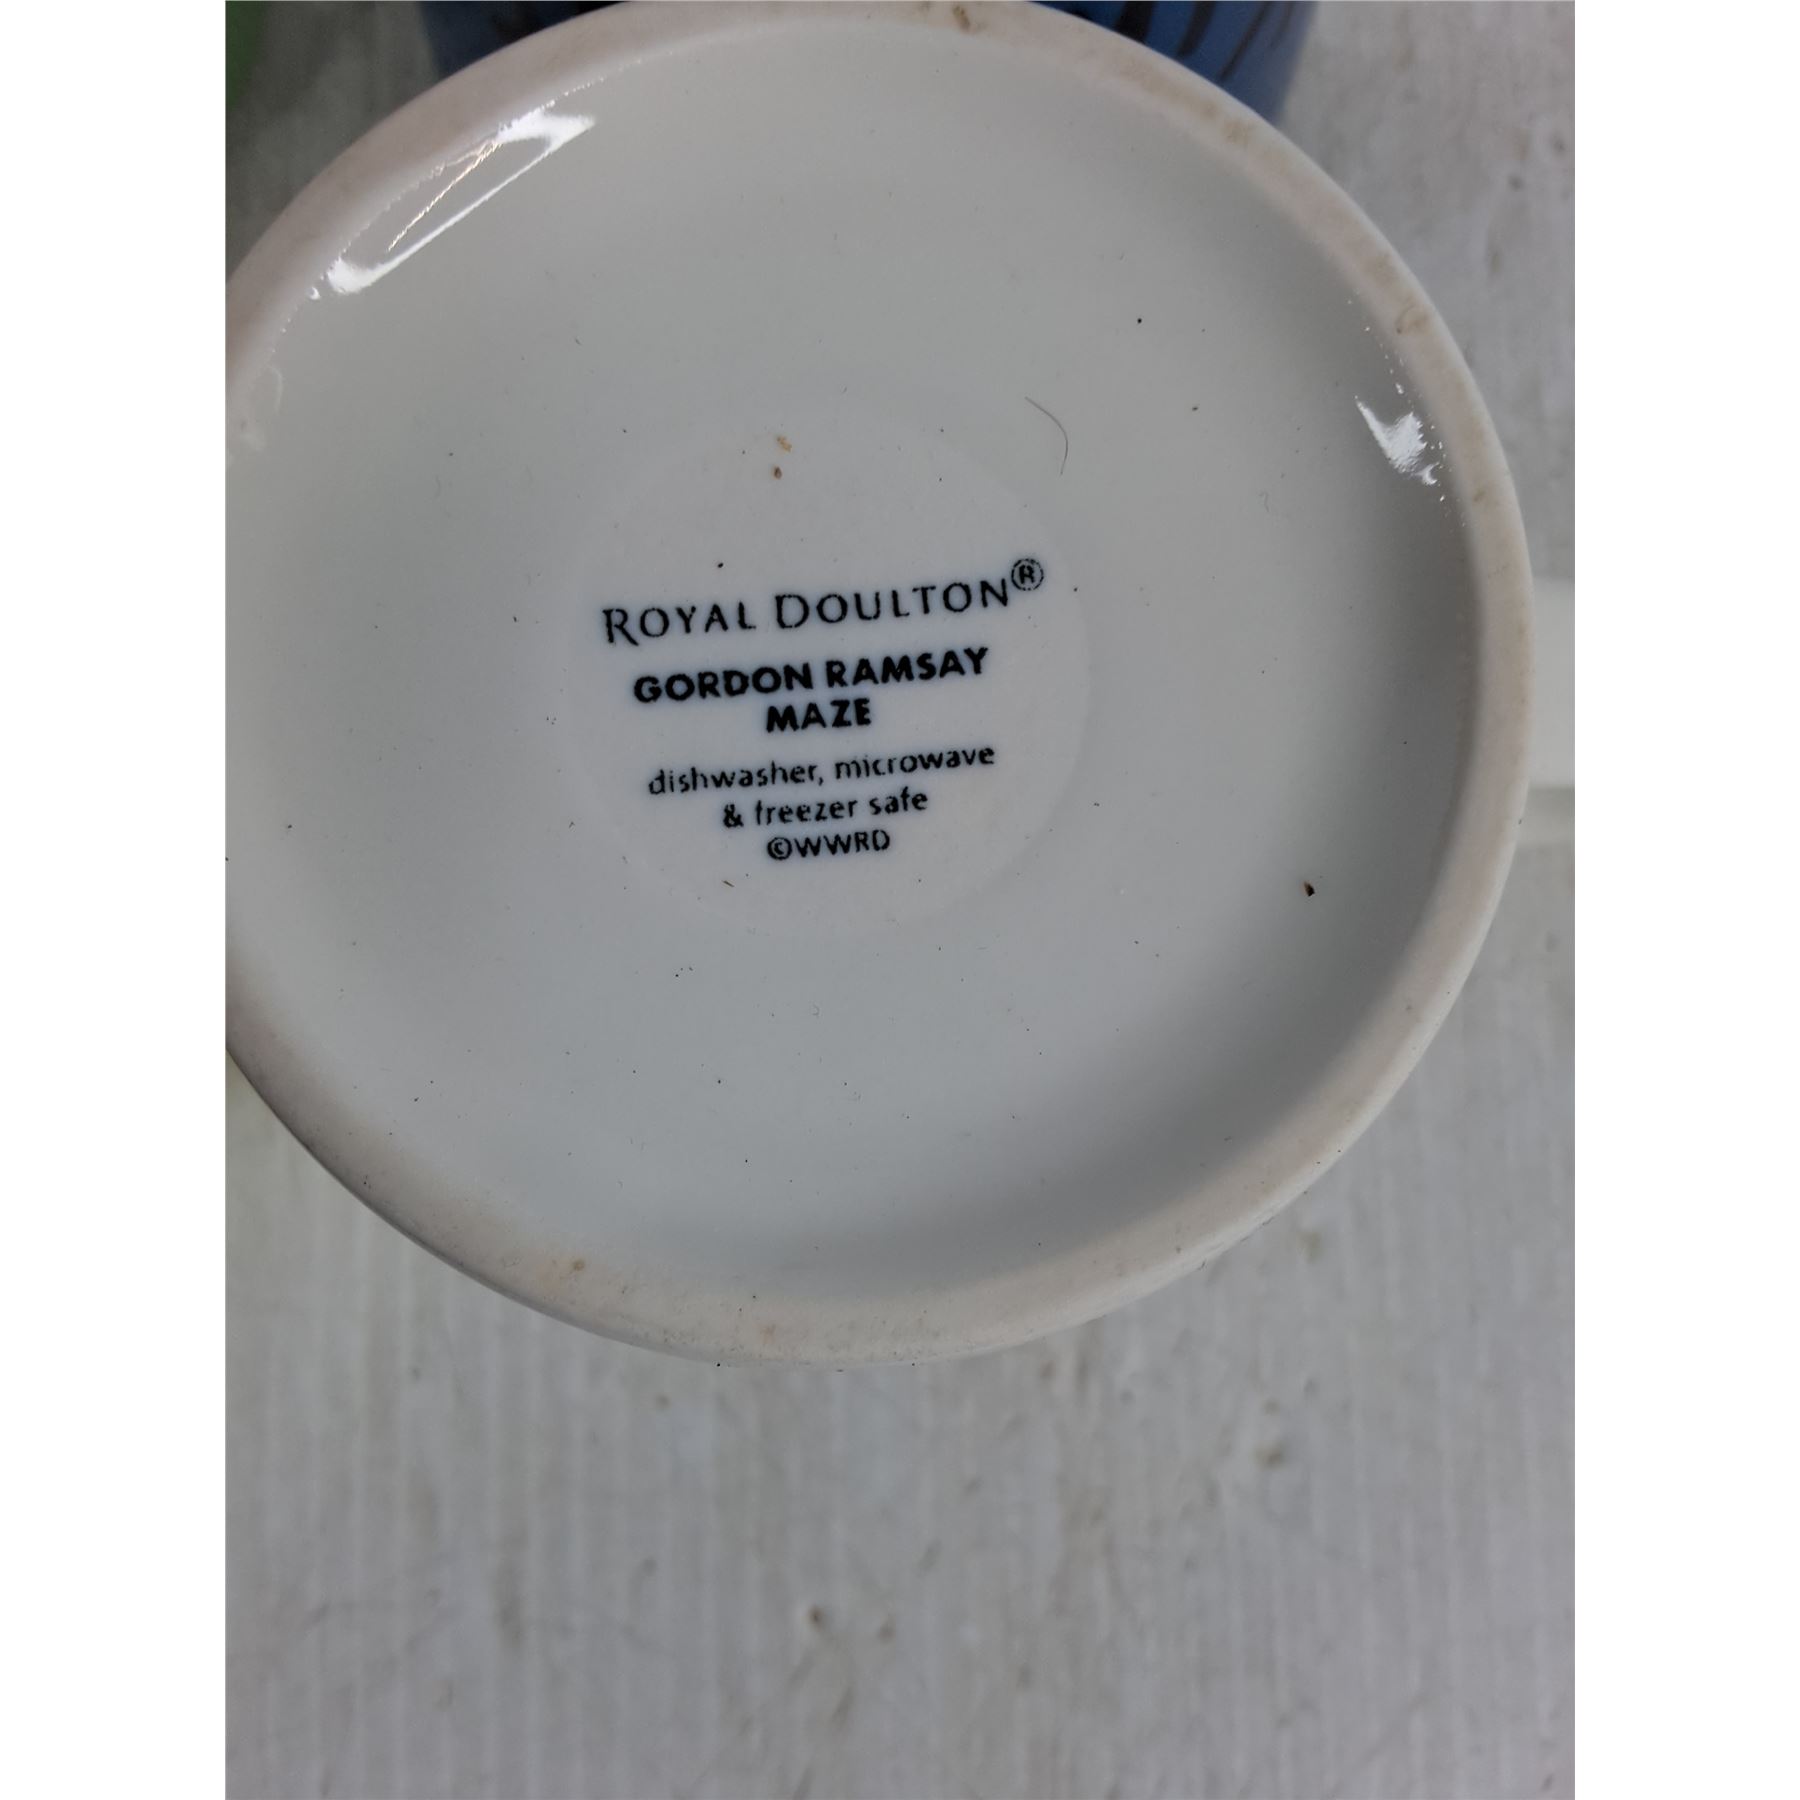 ROYAL DOULTON®
GORDON RAMSAY
MAZE
dishwasher, microwave
& freezer safe
©WWRD